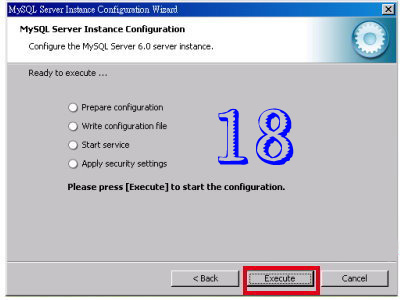 MySQL Server Instance Configuration Wizard
MySQL Server Instance Configuration
Configure the MySQL Server 6.0 server instance.
Ready to execute ...
Prepare configuration
Write configuration file
18
Start service
Apply security settings
Please press [Execute] to start the configuration.
< Back Execute Cancel